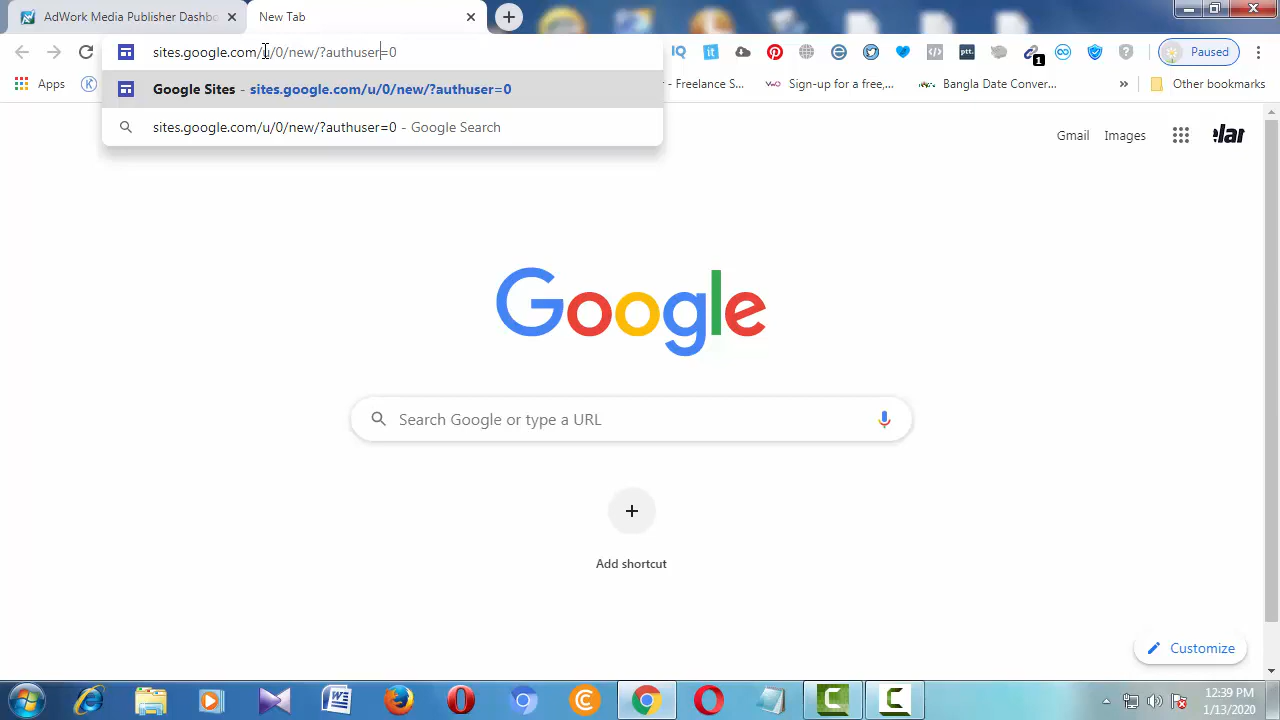 AdWork Media Publisher Dashbo
New Tab
sites.google.com/u/0/new/?authuser=0
1
Paused
Google Sites - sites.google.com/u/0/new/?authuser=0
sites.google.com/u/0/new/?authuser=0 - Google Search
Apps
- Freelance S...
Sign-up for a free,...
Bangla Date Conver...
»
Other bookmarks
Gmail
Images
Google
Search Google or type a URL
Add shortcut
Customize
12:39 PM
1/13/2020